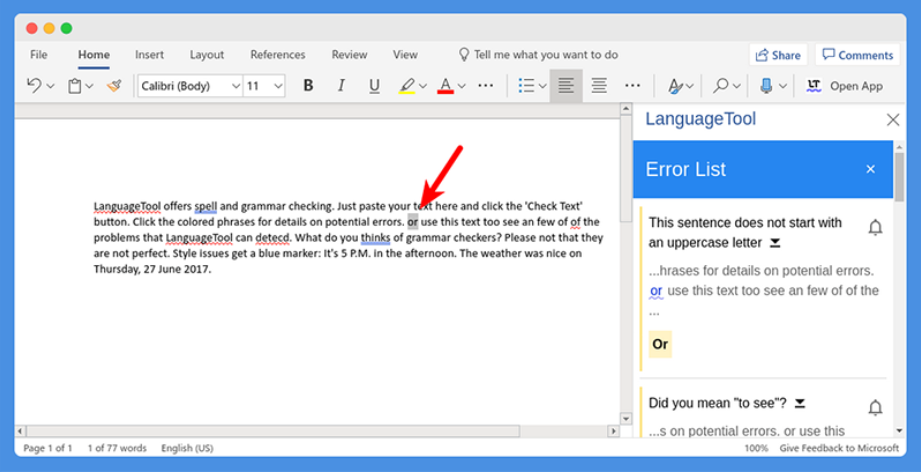 File Home Insert Layout References Review View Tell me what you want to do Share Comments
Calibri (Body) 11 B I U A ... ... LT Open App
LanguageTool
Error List
LanguageTool offers spell and grammar checking. Just paste your text here and click the 'Check Text'
button. Click the colored phrases for details on potential errors. or use this text too see an few of of the
problems that LanguageTool can detecd. What do you thinks of grammar checkers? Please not that they
are not perfect. Style issues get a blue marker: It's 5 P.M. in the afternoon. The weather was nice on
Thursday, 27 June 2017.
This sentence does not start with
an uppercase letter
...hrases for details on potential errors.
or use this text too see an few of of the
...
Or
Did you mean "to see"?
...s on potential errors. or use this
Page 1 of 1 1 of 77 words English (US) 100% Give Feedback to Microsoft